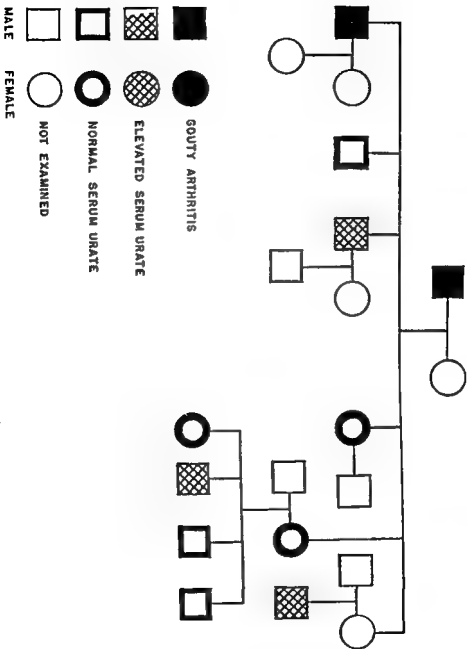 GOUTY ARTHRITIS
ELEVATED SERUM URATE
NORMAL SERUM URATE
NOT EXAMINED
MALE FEMALE